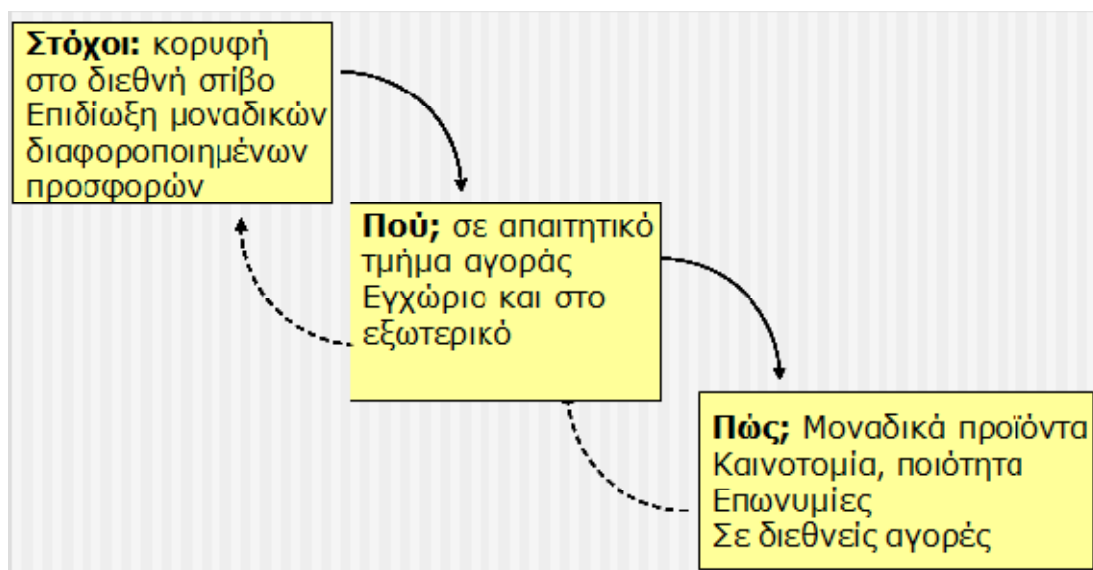 Στόχοι: κορυφή
στο διεθνή στίβο
Επιδίωξη μοναδικών
διαφοροποιημένων
προσφορών
Πού; σε απαιτητικό
τμήμα αγοράς
Εγχώριο και στο
εξωτερικό
Πώς; Μοναδικά προϊόντα
Καινοτομία, ποιότητα
Επωνυμίες
Σε διεθνείς αγορές